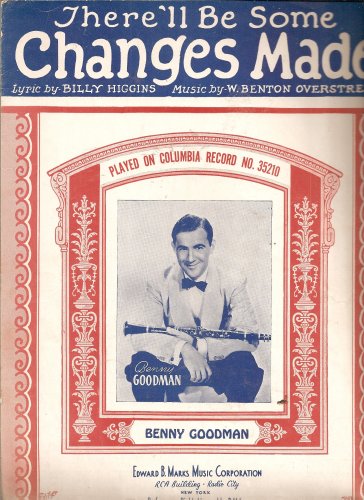 There'll Be Some
Changes Made
Lyric by BILLY HIGGINS Music by W. BENTON OVERSTRE
PLAYED ON COLUMBIA RECORD NO. 35210
Benny
GOODMAN
BENNY GOODMAN
EDWARD B. MARKS MUSIC CORPORATION
RCA Building - Radio City
NEW YORK